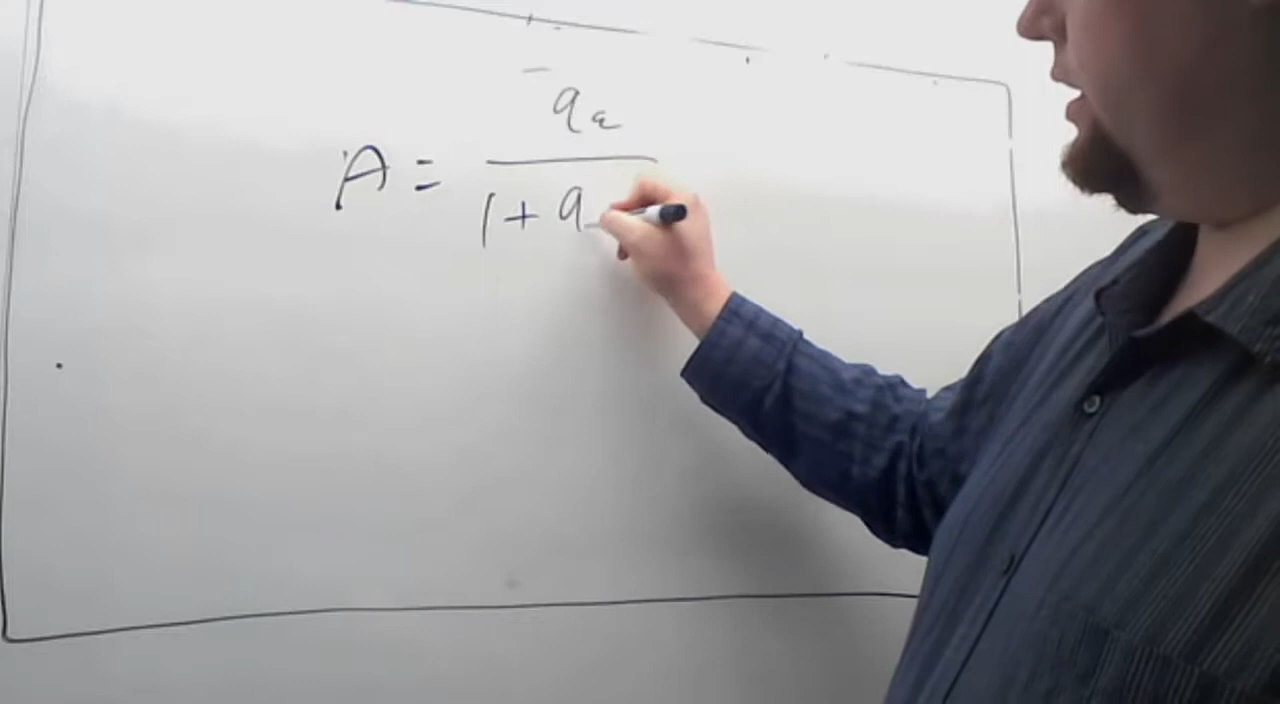 A = q ε
1 + q